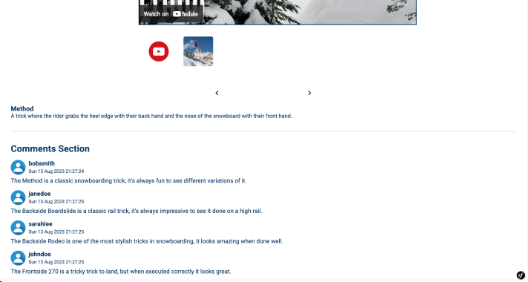 Watch on YouTube
Method
A trick where the rider grabs the heel edge with their back hand and the nose of the snowboard with their front hand.
Comments Section
bobsmith
Sun 13 Aug 2023 21:27:24
The Method is a classic snowboarding trick, it's always fun to see different variations of it.
janedoe
Sun 13 Aug 2023 21:27:25
The Backside Boardslide is a classic rail trick, it's always impressive to see it done on a high rail.
sarahlee
Sun 13 Aug 2023 21:27:25
The Backside Rodeo is one of the most stylish tricks in snowboarding. It looks amazing when done well.
johndoe
Sun 13 Aug 2023 21:27:25
The Frontside 270 is a tricky trick to land, but when executed correctly it looks great.